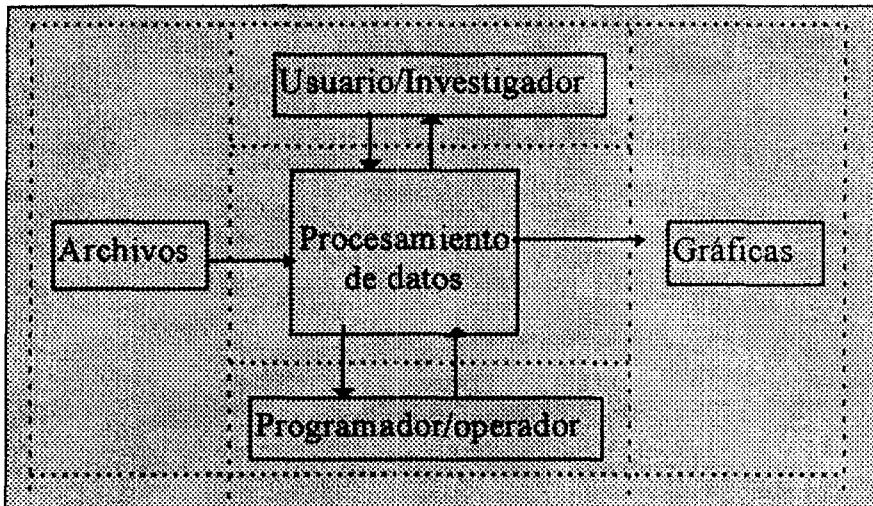 Usuario/Investigador
Archivos
Procesamiento
de datos
Gráficas
Programador/operador